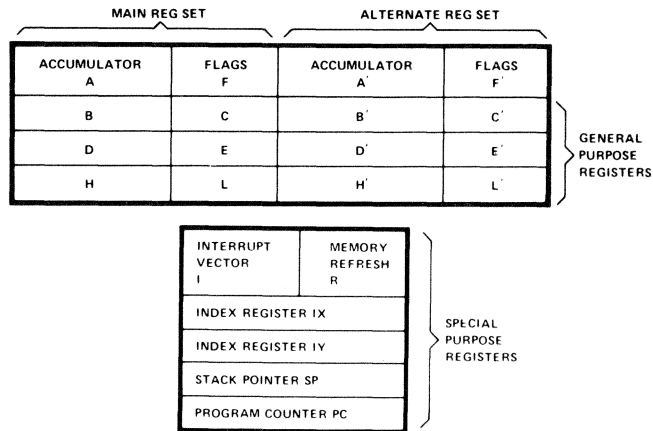 MAIN REG SET
ALTERNATE REG SET
ACCUMULATOR
A
FLAGS
F
ACCUMULATOR
A'
FLAGS
F'
B
C
B'
C'
D
E
D'
E'
H
L
H'
L'
GENERAL
PURPOSE
REGISTERS
INTERRUPT
VECTOR
I
MEMORY
REFRESH
R
INDEX REGISTER IX
INDEX REGISTER IY
STACK POINTER SP
PROGRAM COUNTER PC
SPECIAL
PURPOSE
REGISTERS